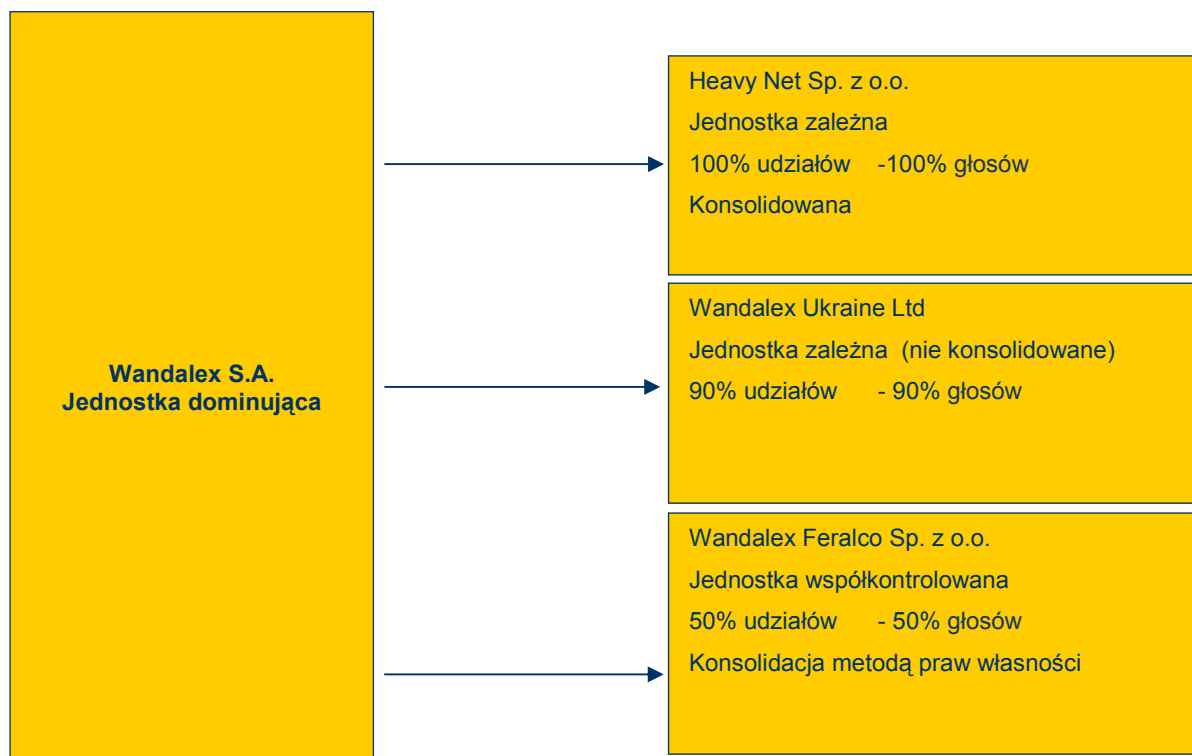 Wandalex S.A.
Jednostka dominująca
Heavy Net Sp. z o.o.
Jednostka zależna
100% udziałów -100% głosów
Konsolidowana
Wandalex Ukraine Ltd
Jednostka zależna (nie konsolidowane)
90% udziałów - 90% głosów
Wandalex Feralco Sp. z o.o.
Jednostka współkontrolowana
50% udziałów - 50% głosów
Konsolidacja metodą praw własności